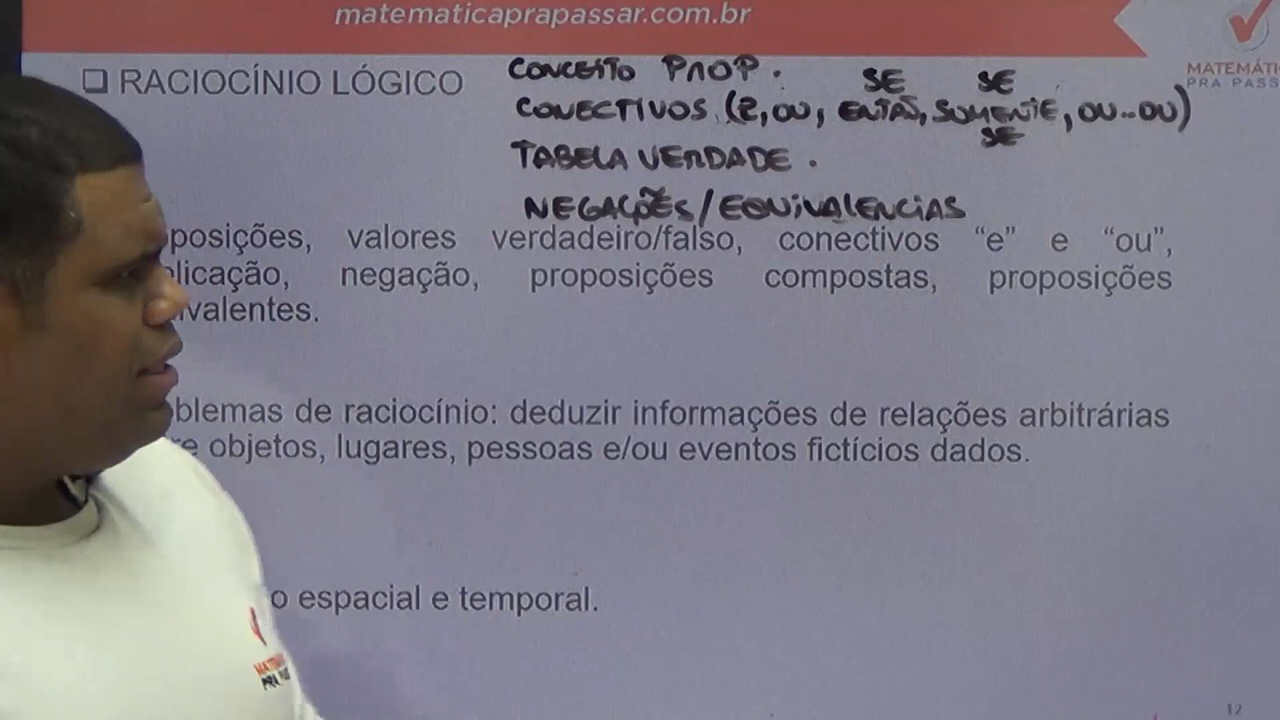 matematicaprapassar.com.br
MATEMÁTI
PRA PASS
❑ RACIOCÍNIO LÓGICO
CONCEITO PROP.
SE SE
CONECTIVOS (E, OU, ENTÃO, SOMENTE, OU...OU)
SE
TABELA VERDADE.
NEGAÇÕES/EQUIVALENCIAS
posições, valores verdadeiro/falso, conectivos “e” e “ou”,
licação, negação, proposições compostas, proposições
ivalentes.
blemas de raciocínio: deduzir informações de relações arbitrárias
e objetos, lugares, pessoas e/ou eventos fictícios dados.
o espacial e temporal.
PRA
12